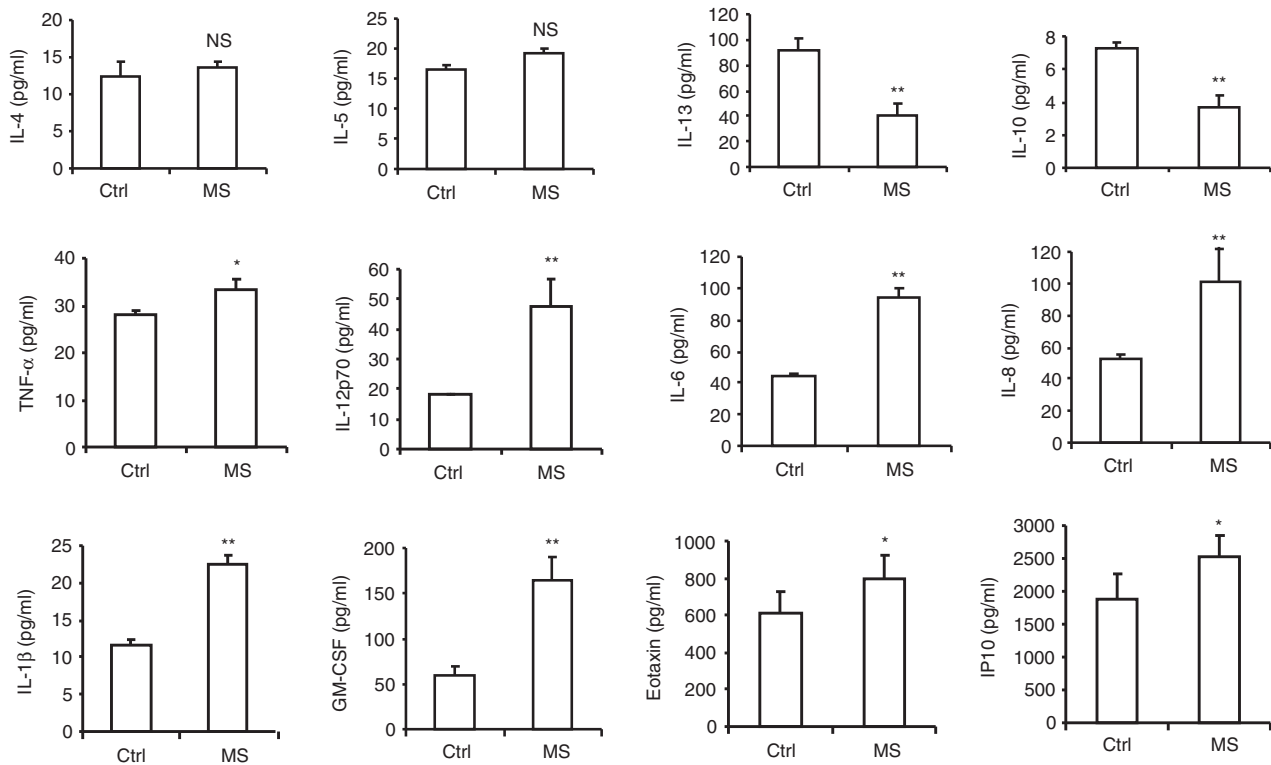 IL-4 (pg/ml)
20
15
10
5
0
NS
Ctrl
MS
IL-5 (pg/ml)
25
20
15
10
5
0
NS
Ctrl
MS
IL-13 (pg/ml)
120
100
80
60
40
20
0
**
Ctrl
MS
IL-10 (pg/ml)
8
6
4
2
0
**
Ctrl
MS
TNF-α (pg/ml)
40
30
20
10
0
*
Ctrl
MS
IL-12p70 (pg/ml)
60
50
40
30
20
10
0
**
Ctrl
MS
IL-6 (pg/ml)
120
100
80
60
40
20
0
**
Ctrl
MS
IL-8 (pg/ml)
120
100
80
60
40
20
0
**
Ctrl
MS
IL-1β (pg/ml)
25
20
15
10
5
0
**
Ctrl
MS
GM-CSF (pg/ml)
200
150
100
50
0
**
Ctrl
MS
Eotaxin (pg/ml)
1000
800
600
400
200
0
*
Ctrl
MS
IP10 (pg/ml)
3000
2500
2000
1500
1000
500
0
*
Ctrl
MS